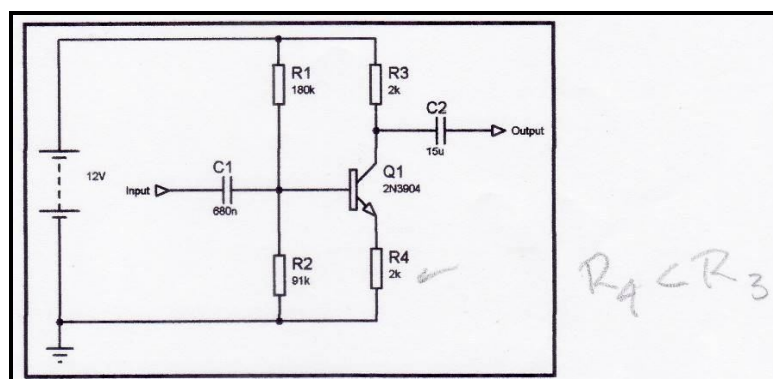 R1
180k
R3
2k
C2
15u
Output
12V
C1
680n
Input
Q1
2N3904
R2
91k
R4
2k
R4 < R3